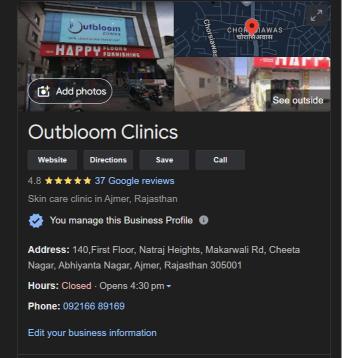 Outbloom
CLINICS
HAPPY FLOORS &
FURNISHING
Chorsiawas
CHORSIAWAS
चोरसियावास
Add photos
See outside
Outbloom Clinics
Website Directions Save Call
4.8 37 Google reviews
Skin care clinic in Ajmer, Rajasthan
You manage this Business Profile
Address: 140,First Floor, Natraj Heights, Makarwali Rd, Cheeta
Nagar, Abhiyanta Nagar, Ajmer, Rajasthan 305001
Hours: Closed · Opens 4:30 pm
Phone: 092166 89169
Edit your business information